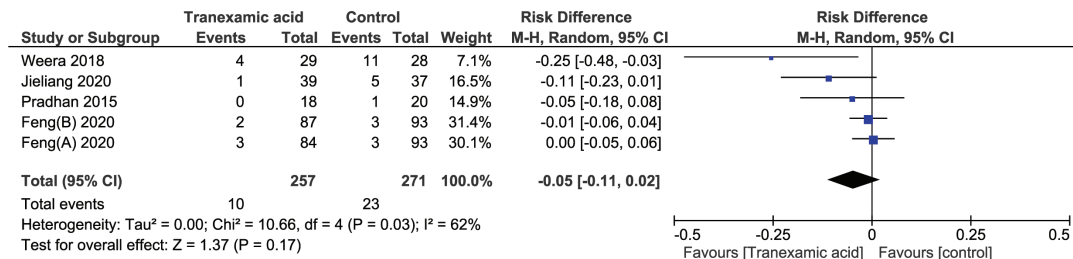 Tranexamic acid Control Risk Difference Risk Difference
Study or Subgroup Events Total Events Total Weight M-H, Random, 95% CI M-H, Random, 95% CI
Weera 2018 4 29 11 28 7.1% -0.25 [-0.48, -0.03]
Jieliang 2020 1 39 5 37 16.5% -0.11 [-0.23, 0.01]
Pradhan 2015 0 18 1 20 14.9% -0.05 [-0.18, 0.08]
Feng(B) 2020 2 87 3 93 31.4% -0.01 [-0.06, 0.04]
Feng(A) 2020 3 84 3 93 30.1% 0.00 [-0.05, 0.06]
Total (95% CI) 257 271 100.0% -0.05 [-0.11, 0.02]
Total events 10 23
Heterogeneity: Tau² = 0.00; Chi² = 10.66, df = 4 (P = 0.03); I² = 62%
Test for overall effect: Z = 1.37 (P = 0.17)
-0.5 -0.25 0 0.25 0.5
Favours [Tranexamic acid] Favours [control]